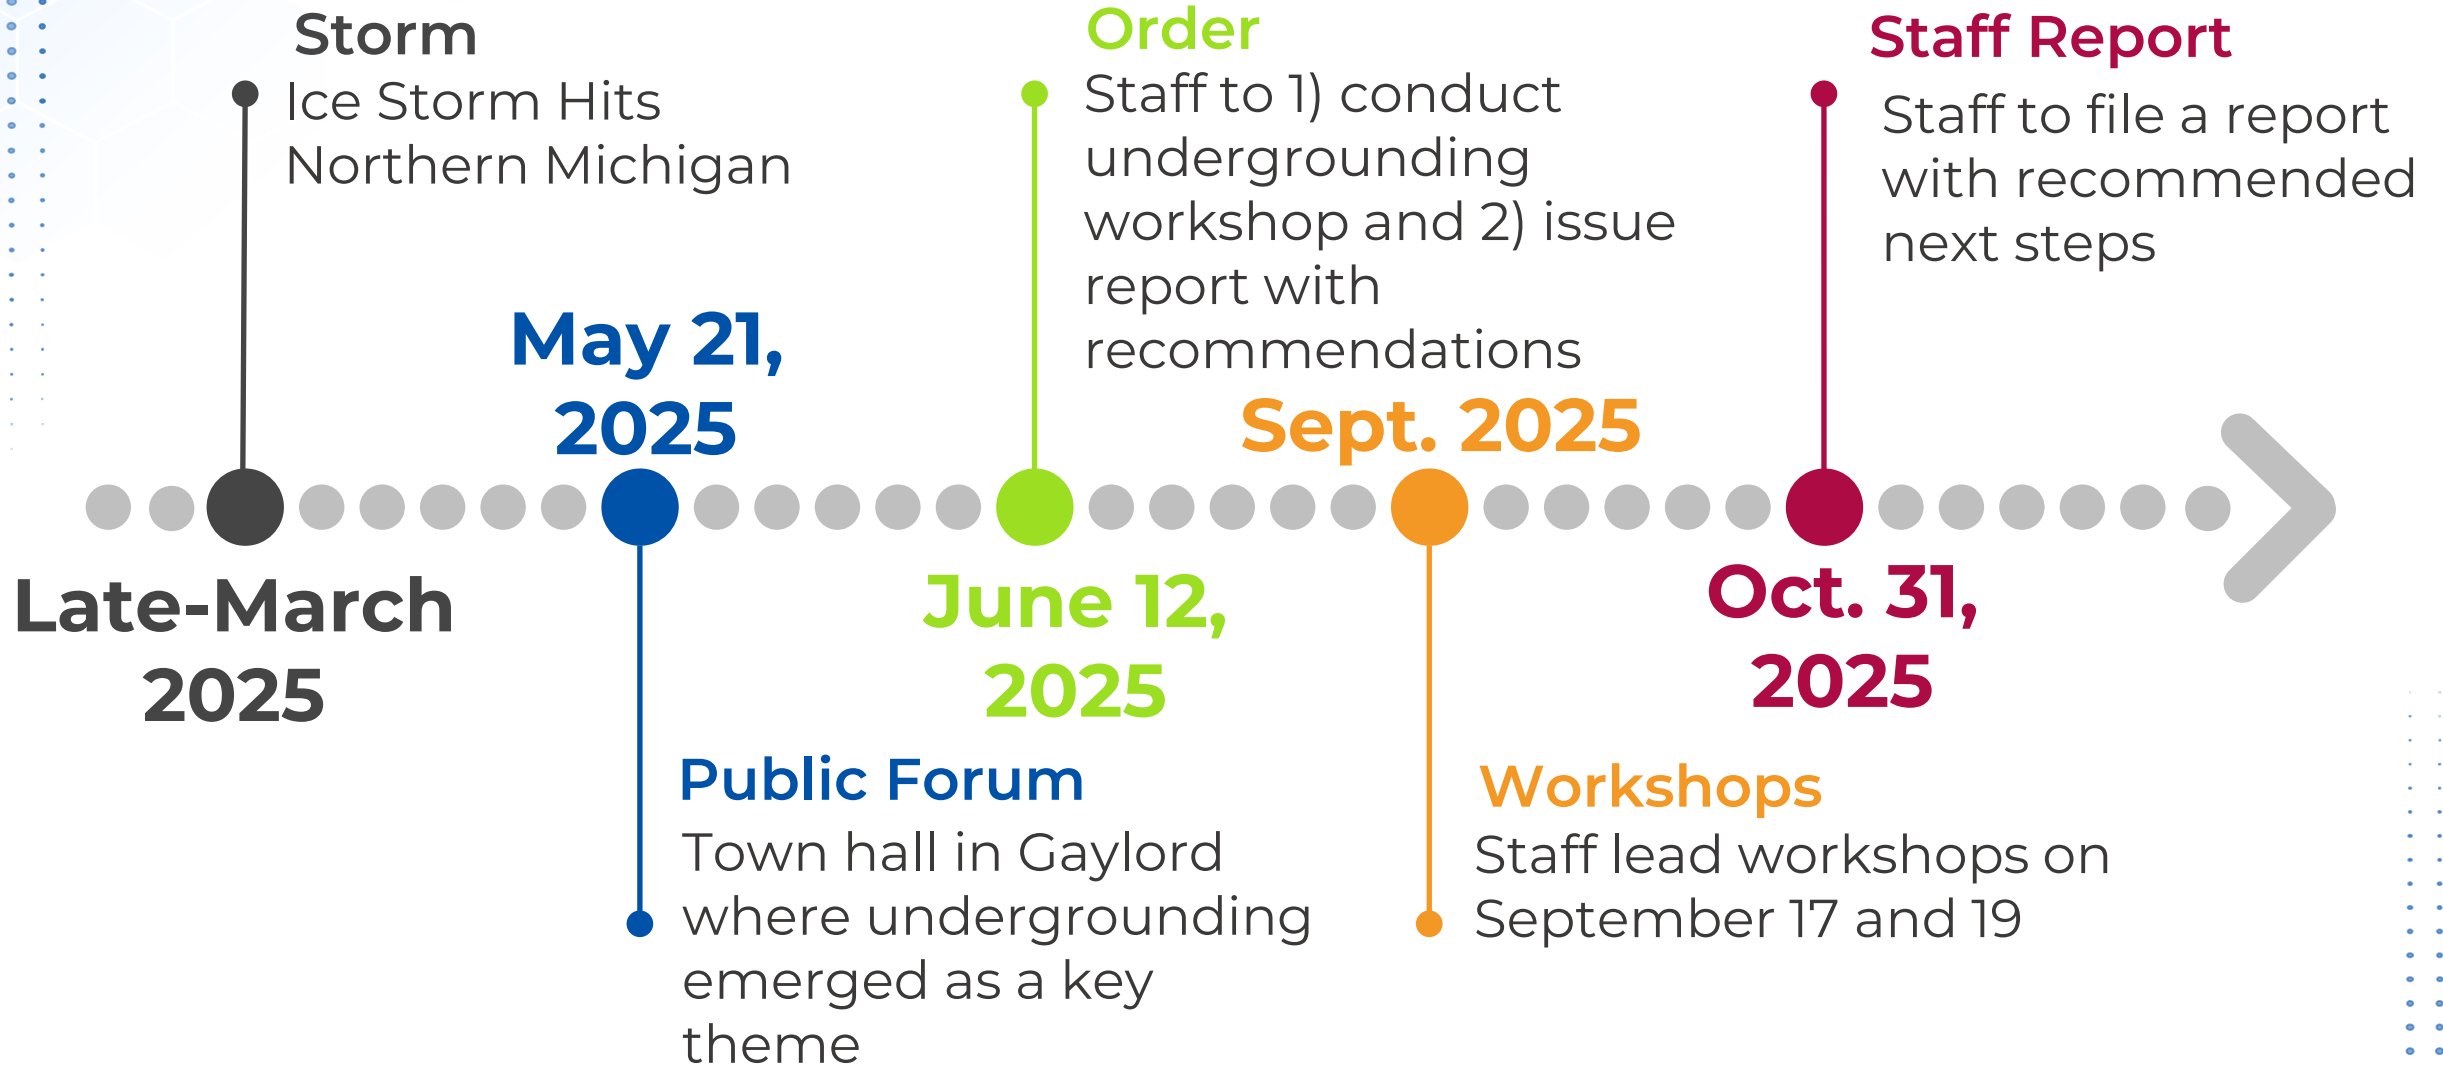 Storm
Ice Storm Hits
Northern Michigan
Late-March
2025
May 21,
2025
Public Forum
Town hall in Gaylord
where undergrounding
emerged as a key
theme
Order
Staff to 1) conduct
undergrounding
workshop and 2) issue
report with
recommendations
June 12,
2025
Sept. 2025
Workshops
Staff lead workshops on
September 17 and 19
Staff Report
Staff to file a report
with recommended
next steps
Oct. 31,
2025